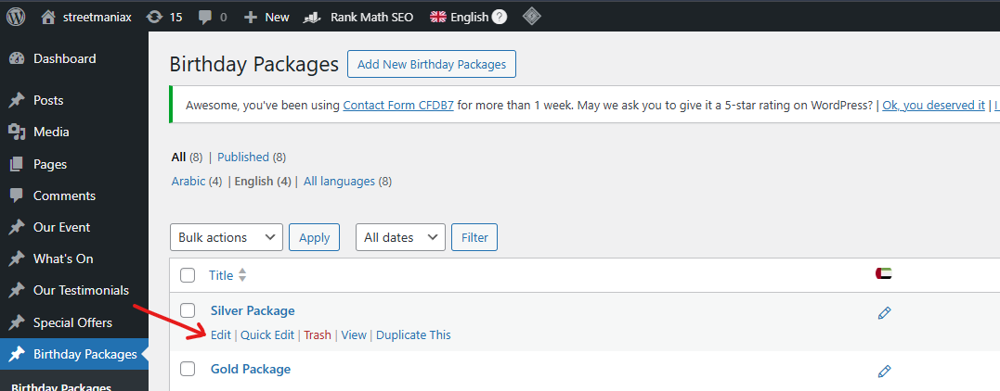 streetmaniax 15 0 New Rank Math SEO English ?
Dashboard
Posts
Media
Pages
Comments
Our Event
What's On
Our Testimonials
Special Offers
Birthday Packages
Birthday Packages
Birthday Packages Add New Birthday Packages
Awesome, you've been using Contact Form CFDB7 for more than 1 week. May we ask you to give it a 5-star rating on WordPress? | Ok, you deserved it | I
All (8) | Published (8)
Arabic (4) | English (4) | All languages (8)
Bulk actions Apply All dates Filter
Title
Silver Package
Edit | Quick Edit | Trash | View | Duplicate This
Gold Package